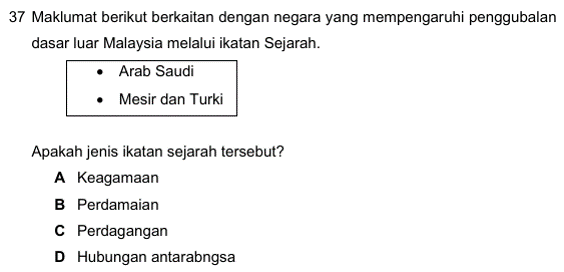 37 Maklumat berikut berkaitan dengan negara yang mempengaruhi penggubalan
dasar luar Malaysia melalui ikatan Sejarah.
• Arab Saudi
• Mesir dan Turki
Apakah jenis ikatan sejarah tersebut?
A Keagamaan
B Perdamaian
C Perdagangan
D Hubungan antarabngsa